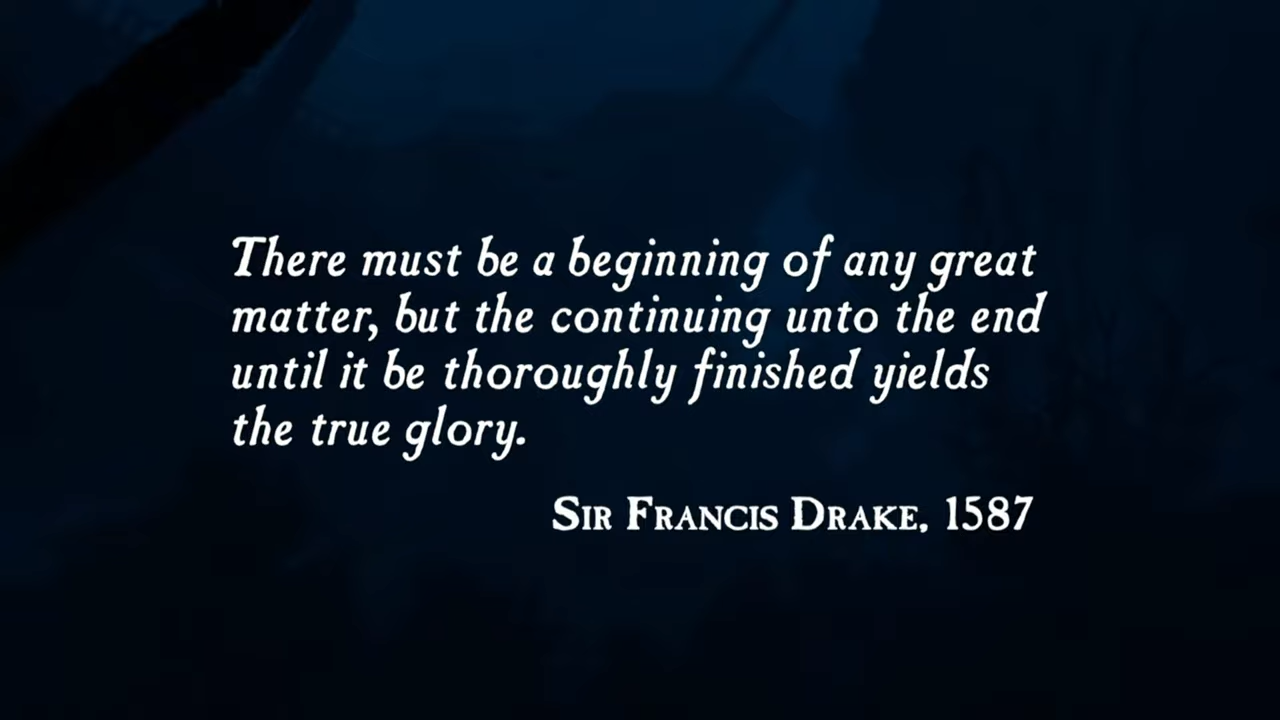 There must be a beginning of any great
matter, but the continuing unto the end
until it be thoroughly finished yields
the true glory.
Sir Francis Drake, 1587